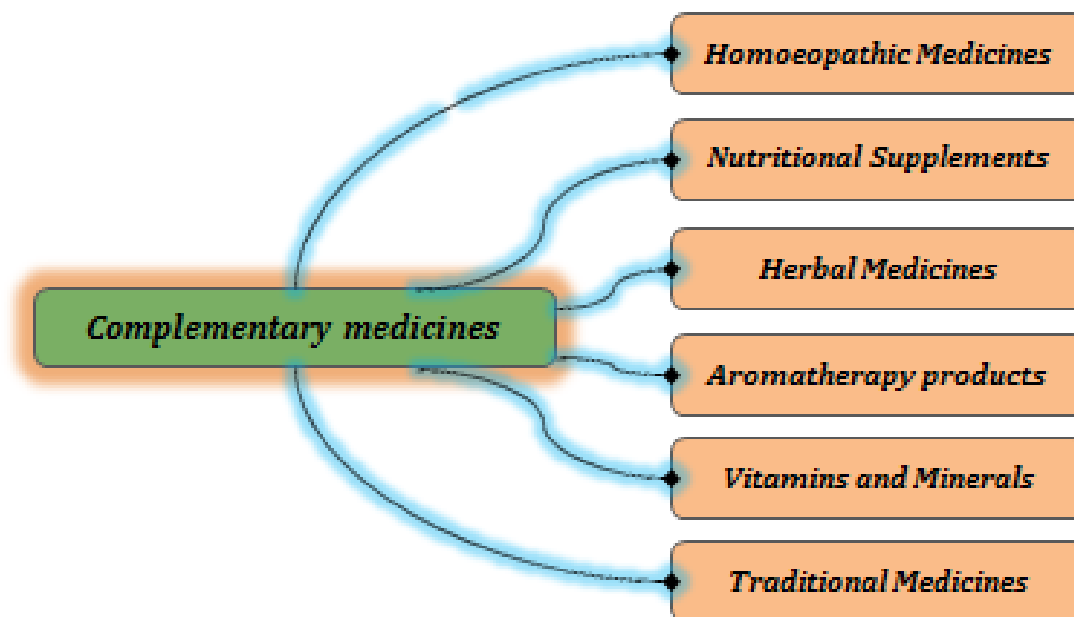 Homoeopathic Medicines
Nutritional Supplements
Herbal Medicines
Complementary medicines
Aromatherapy products
Vitamins and Minerals
Traditional Medicines